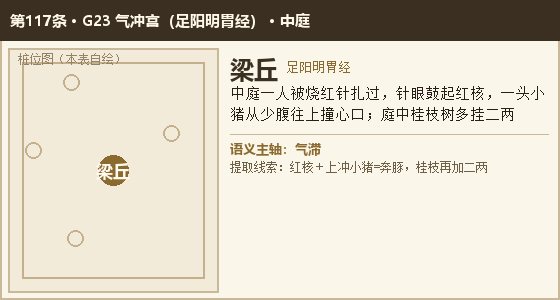 第117条・G23 气冲宫（足阳明胃经）・中庭
桩位图（本表自绘）
梁丘
梁丘 足阳明胃经
中庭一人被烧红针扎过，针眼鼓起红核，一头小
猪从少腹往上撞心口；庭中桂枝树多挂二两
语义主轴：气滞
提取线索：红核＋上冲小猪=奔豚，桂枝再加二两